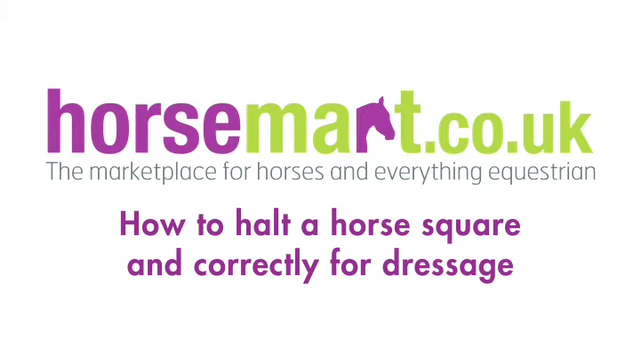 horsemart.co.uk
The marketplace for horses and everything equestrian
How to halt a horse square
and correctly for dressage